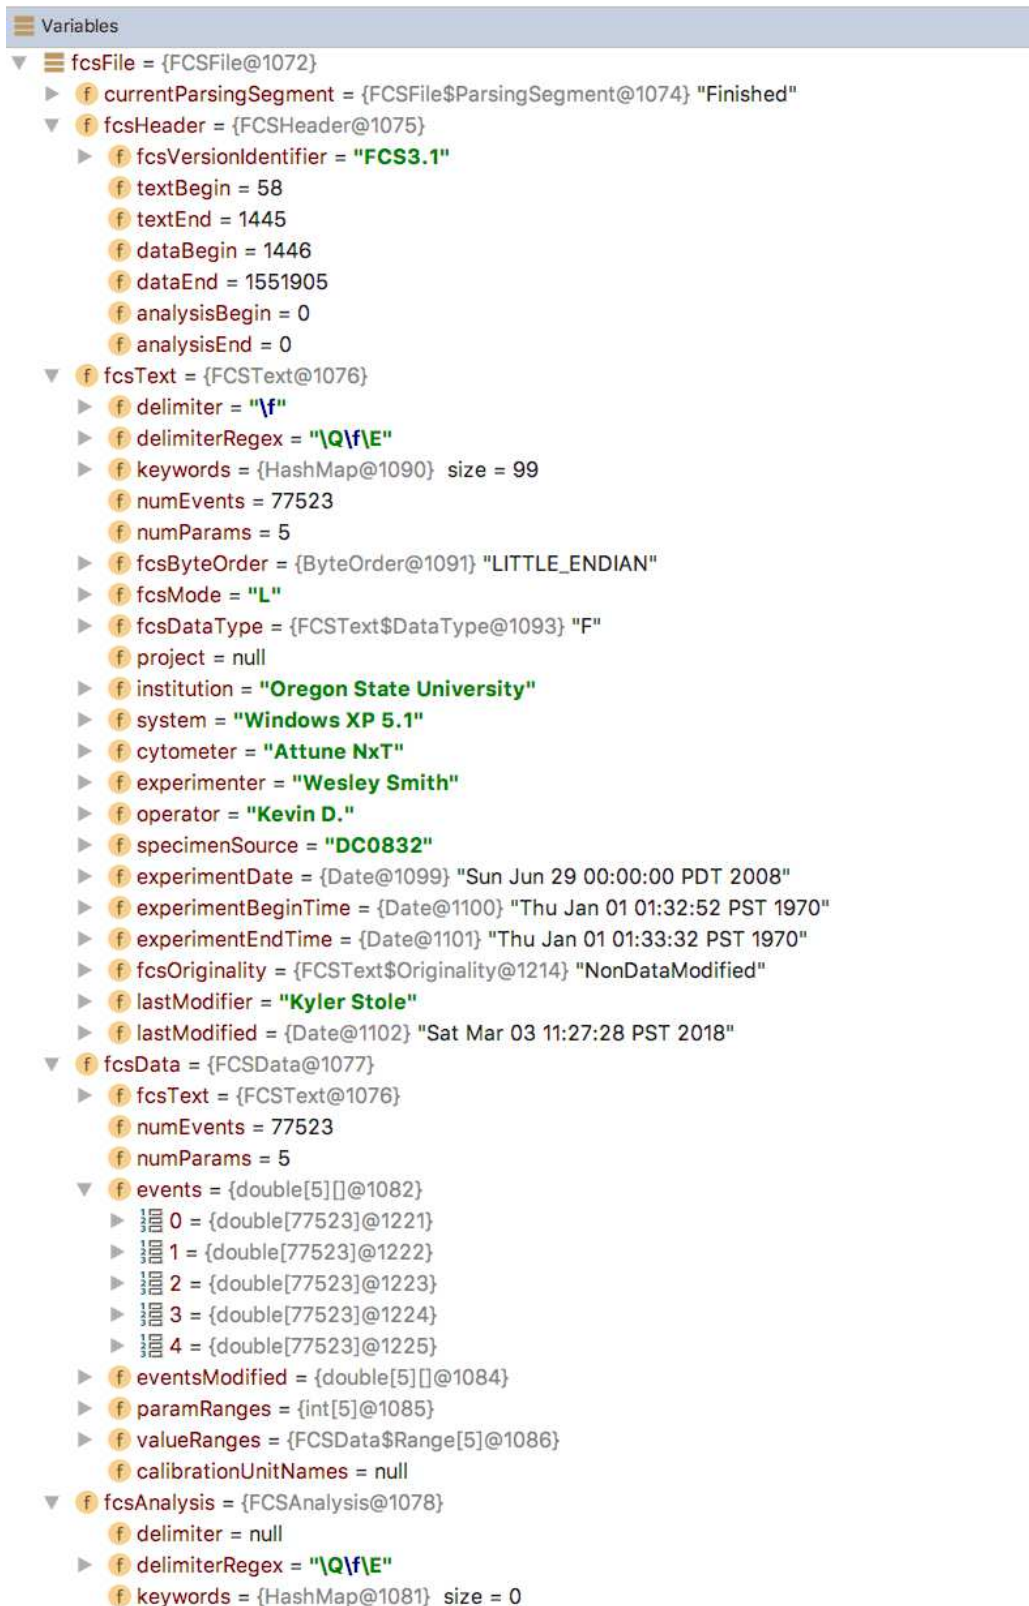 Variables
fcsFile = {FCSFile@1072}
currentParsingSegment = {FCSFile$ParsingSegment@1074} "Finished"
fcsHeader = {FCSHeader@1075}
fcsVersionIdentifier = "FCS3.1"
textBegin = 58
textEnd = 1445
dataBegin = 1446
dataEnd = 1551905
analysisBegin = 0
analysisEnd = 0
fcsText = {FCSText@1076}
delimiter = "\f"
delimiterRegex = "\Q\f\E"
keywords = {HashMap@1090} size = 99
numEvents = 77523
numParams = 5
fcsByteOrder = {ByteOrder@1091} "LITTLE_ENDIAN"
fcsMode = "L"
fcsDataType = {FCSText$DataType@1093} "F"
project = null
institution = "Oregon State University"
system = "Windows XP 5.1"
cytometer = "Attune NxT"
experimenter = "Wesley Smith"
operator = "Kevin D."
specimenSource = "DC0832"
experimentDate = {Date@1099} "Sun Jun 29 00:00:00 PDT 2008"
experimentBeginTime = {Date@1100} "Thu Jan 01 01:32:52 PST 1970"
experimentEndTime = {Date@1101} "Thu Jan 01 01:33:32 PST 1970"
fcsOriginality = {FCSText$Originality@1214} "NonDataModified"
lastModifier = "Kyler Stole"
lastModified = {Date@1102} "Sat Mar 03 11:27:28 PST 2018"
fcsData = {FCSData@1077}
fcsText = {FCSText@1076}
numEvents = 77523
numParams = 5
events = {double[5][]@1082}
0 = {double[77523]@1221}
1 = {double[77523]@1222}
2 = {double[77523]@1223}
3 = {double[77523]@1224}
4 = {double[77523]@1225}
eventsModified = {double[5][]@1084}
paramRanges = {int[5]@1085}
valueRanges = {FCSData$Range[5]@1086}
calibrationUnitNames = null
fcsAnalysis = {FCSAnalysis@1078}
delimiter = null
delimiterRegex = "\Q\f\E"
keywords = {HashMap@1081} size = 0